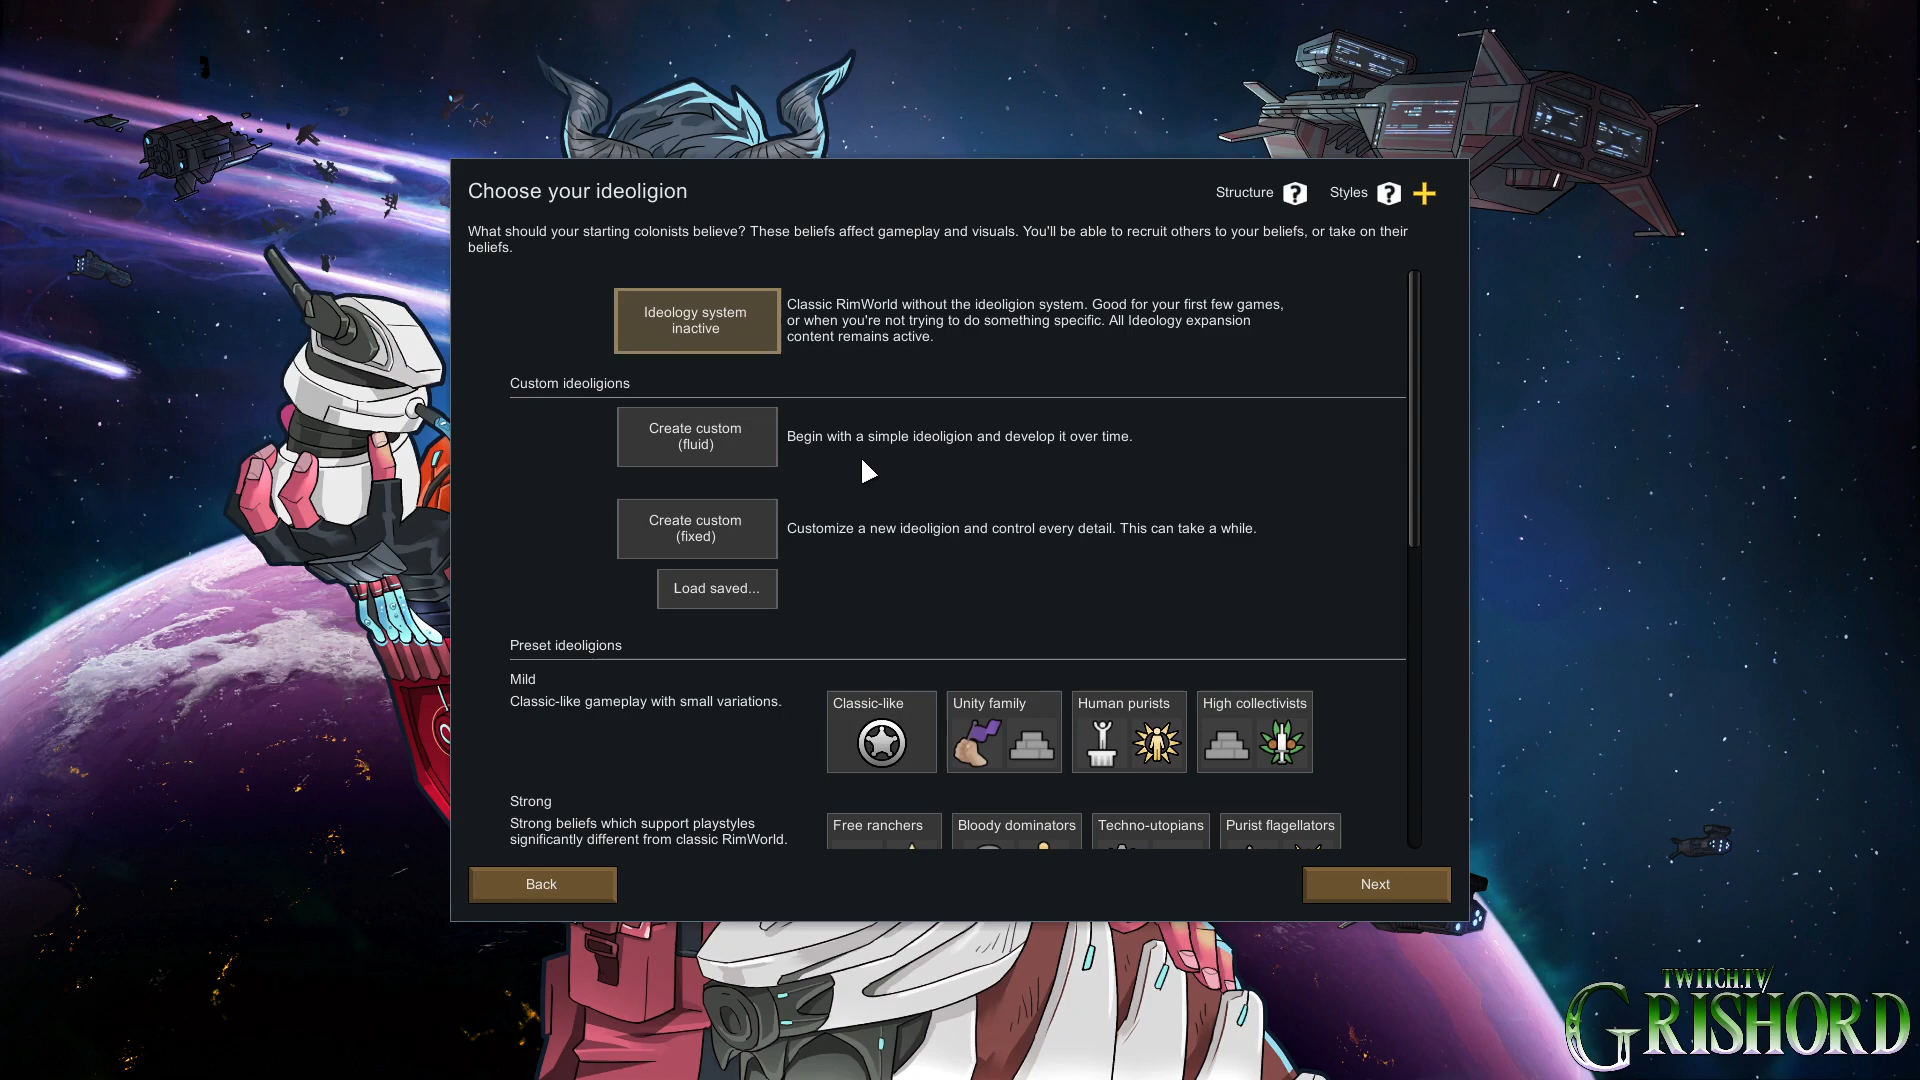 Choose your ideoligion
Structure
Styles
What should your starting colonists believe? These beliefs affect gameplay and visuals. You'll be able to recruit others to your beliefs, or take on their
beliefs.
Ideology system
inactive
Classic RimWorld without the ideoligion system. Good for your first few games,
or when you're not trying to do something specific. All Ideology expansion
content remains active.
Custom ideoligions
Create custom
(fluid)
Begin with a simple ideoligion and develop it over time.
Create custom
(fixed)
Customize a new ideoligion and control every detail. This can take a while.
Load saved...
Preset ideoligions
Mild
Classic-like gameplay with small variations.
Classic-like
Unity family
Human purists
High collectivists
Strong
Strong beliefs which support playstyles
significantly different from classic RimWorld.
Free ranchers
Bloody dominators
Techno-utopians
Purist flagellators
Back
Next
TWITCH.TV/
GRISHORD